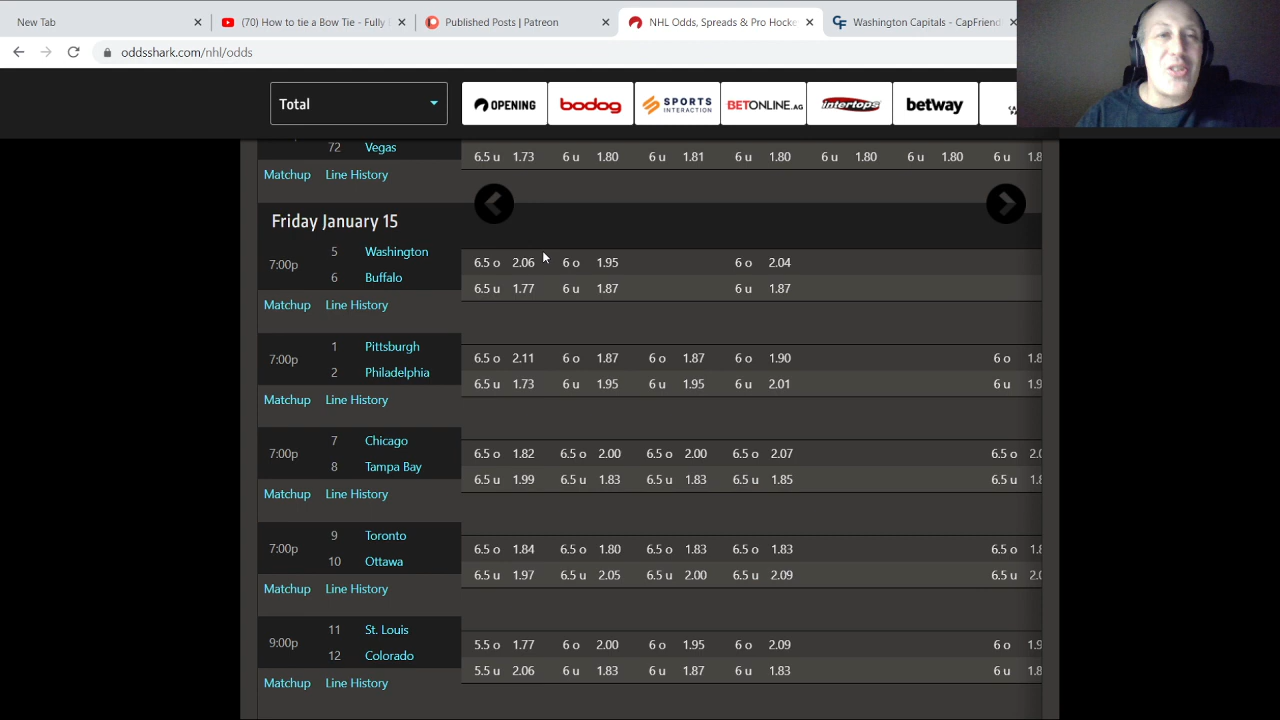 New Tab
(70) How to tie a Bow Tie - Fully I
Published Posts | Patreon
NHL Odds, Spreads & Pro Hocke
Washington Capitals - CapFriend
oddsshark.com/nhl/odds
Total
OPENING
bodog
SPORTS INTERACTION
BETONLINE.AG
Intertops
betway
72 Vegas
6.5 u 1.73 6 u 1.80 6 u 1.81 6 u 1.80 6 u 1.80 6 u 1.80 6 u 1.8
Matchup Line History
Friday January 15
7:00p
5 Washington
6.5 o 2.06 6 o 1.95 6 o 2.04
6 Buffalo
6.5 u 1.77 6 u 1.87 6 u 1.87
Matchup Line History
7:00p
1 Pittsburgh
6.5 o 2.11 6 o 1.87 6 o 1.87 6 o 1.90 6 o 1.8
2 Philadelphia
6.5 u 1.73 6 u 1.95 6 u 1.95 6 u 2.01 6 u 1.9
Matchup Line History
7:00p
7 Chicago
6.5 o 1.82 6.5 o 2.00 6.5 o 2.00 6.5 o 2.07 6.5 o 2.0
8 Tampa Bay
6.5 u 1.99 6.5 u 1.83 6.5 u 1.83 6.5 u 1.85 6.5 u 1.8
Matchup Line History
7:00p
9 Toronto
6.5 o 1.84 6.5 o 1.80 6.5 o 1.83 6.5 o 1.83 6.5 o 1.8
10 Ottawa
6.5 u 1.97 6.5 u 2.05 6.5 u 2.00 6.5 u 2.09 6.5 u 2.0
Matchup Line History
9:00p
11 St. Louis
5.5 o 1.77 6 o 2.00 6 o 1.95 6 o 2.09 6 o 1.9
12 Colorado
5.5 u 2.06 6 u 1.83 6 u 1.87 6 u 1.83 6 u 1.8
Matchup Line History